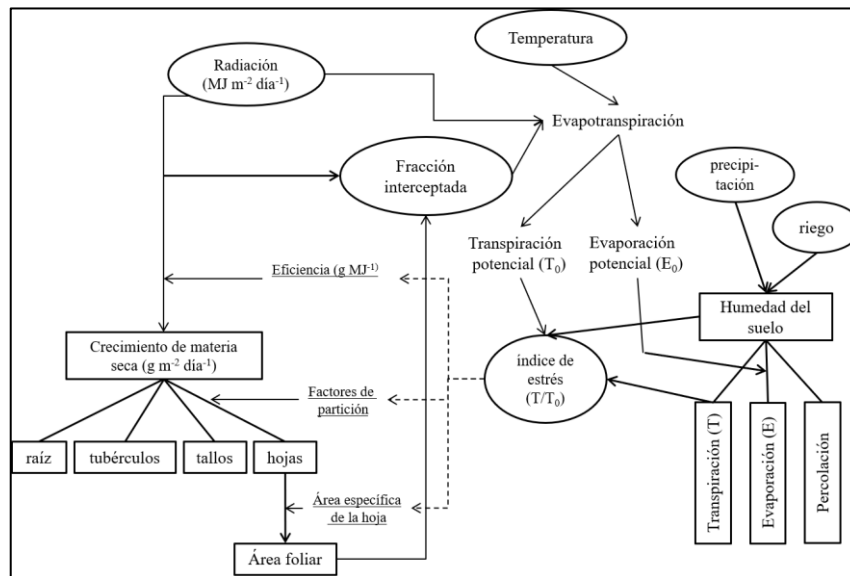 Temperatura
Radiación
(MJ m⁻² día⁻¹)
Evapotranspiración
Fracción
interceptada
precipi-
tación
riego
Transpiración
potencial (T₀)
Evaporación
potencial (E₀)
Eficiencia (g MJ⁻¹)
Humedad del
suelo
Crecimiento de materia
seca (g m⁻² día⁻¹)
índice de
estrés
(T/T₀)
Factores de
partición
raíz
tubérculos
tallos
hojas
Transpiración (T)
Evaporación (E)
Percolación
Área específica
de la hoja
Área foliar